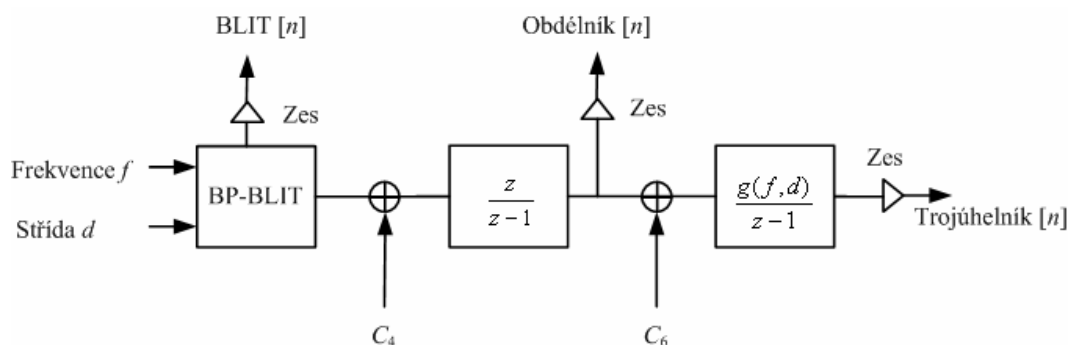 BLIT [n]
Obdélník [n]
Zes
Zes
Frekvence f
Střída d
BP-BLIT
z
z − 1
g(f,d)
z − 1
Zes
Trojúhelník [n]
C4
C6